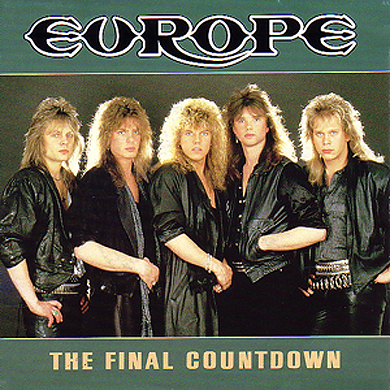 EUROPE
THE FINAL COUNTDOWN